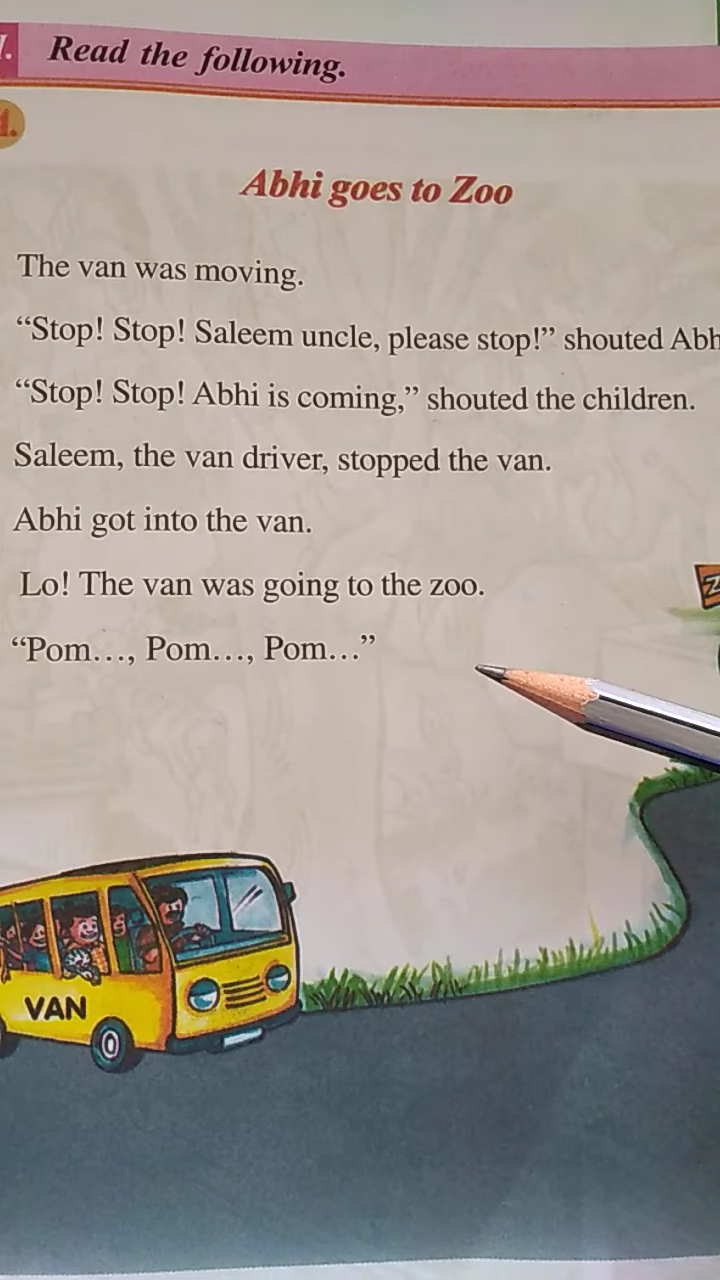 I. Read the following.
1.
Abhi goes to Zoo
The van was moving.
“Stop! Stop! Saleem uncle, please stop!” shouted Abh
“Stop! Stop! Abhi is coming,” shouted the children.
Saleem, the van driver, stopped the van.
Abhi got into the van.
Lo! The van was going to the zoo.
“Pom…, Pom…, Pom…”
Z
VAN